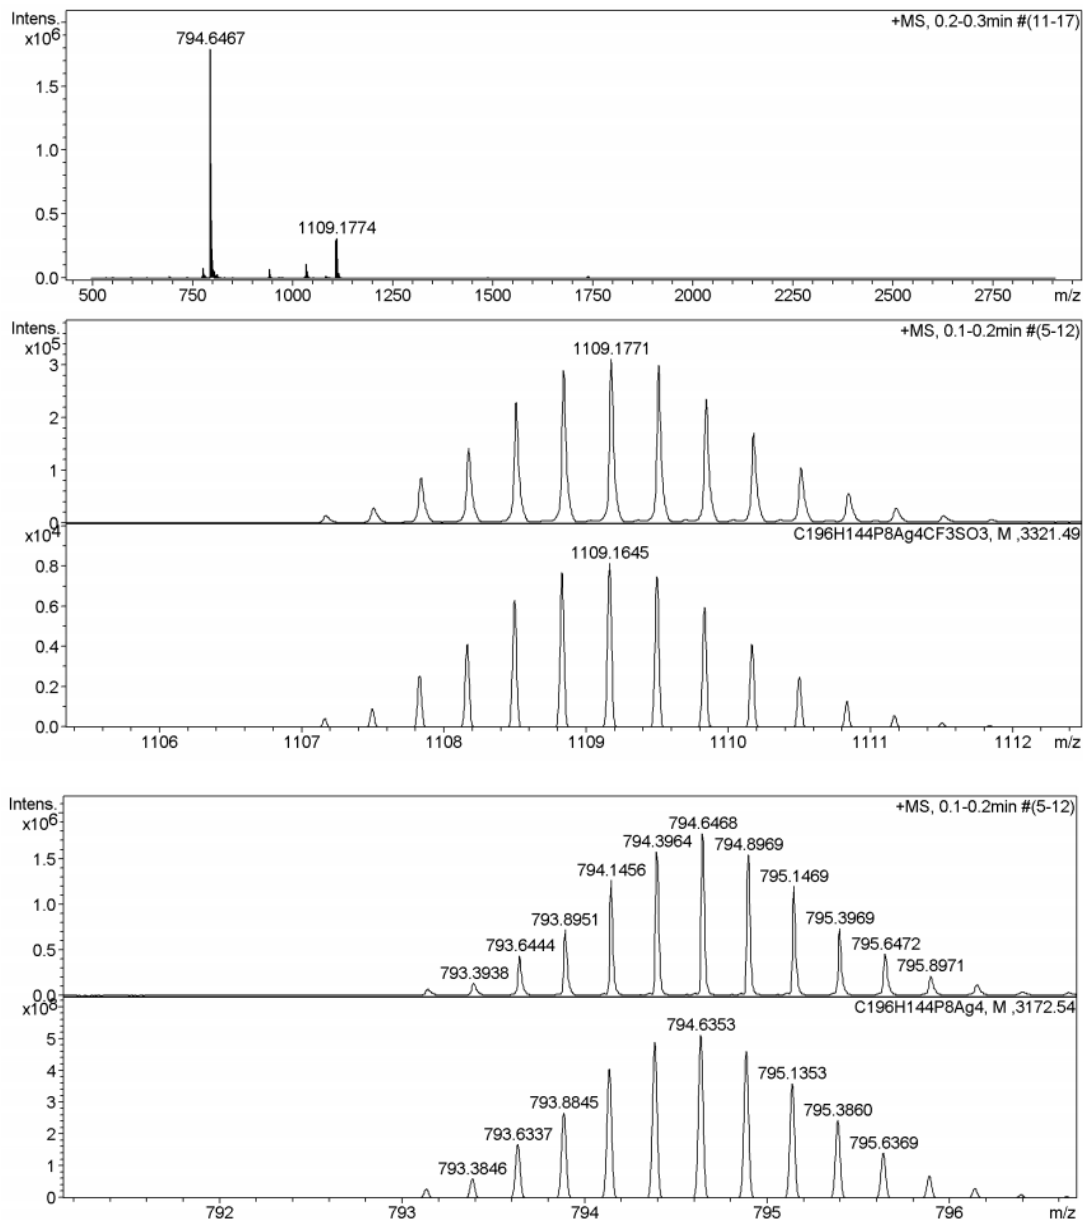 Intens.
x10^6
+MS, 0.2-0.3min #(11-17)
794.6467
1.5
1.0
0.5
1109.1774
0.0
500 750 1000 1250 1500 1750 2000 2250 2500 2750 m/z
Intens.
x10^5
+MS, 0.1-0.2min #(5-12)
1109.1771
3
2
1
0
x10^4
C196H144P8Ag4CF3SO3, M ,3321.49
1109.1645
0.8
0.6
0.4
0.2
0.0
1106 1107 1108 1109 1110 1111 1112 m/z
Intens.
x10^6
+MS, 0.1-0.2min #(5-12)
794.6468
794.3964 794.8969
1.5
794.1456 795.1469
1.0
793.8951 795.3969
793.6444 795.6472
0.5
793.3938 795.8971
0.0
x10^8
C196H144P8Ag4, M ,3172.54
794.6353
5
795.1353
4
793.8845 795.3860
3
793.6337 795.6369
2
793.3846
1
0
792 793 794 795 796 m/z